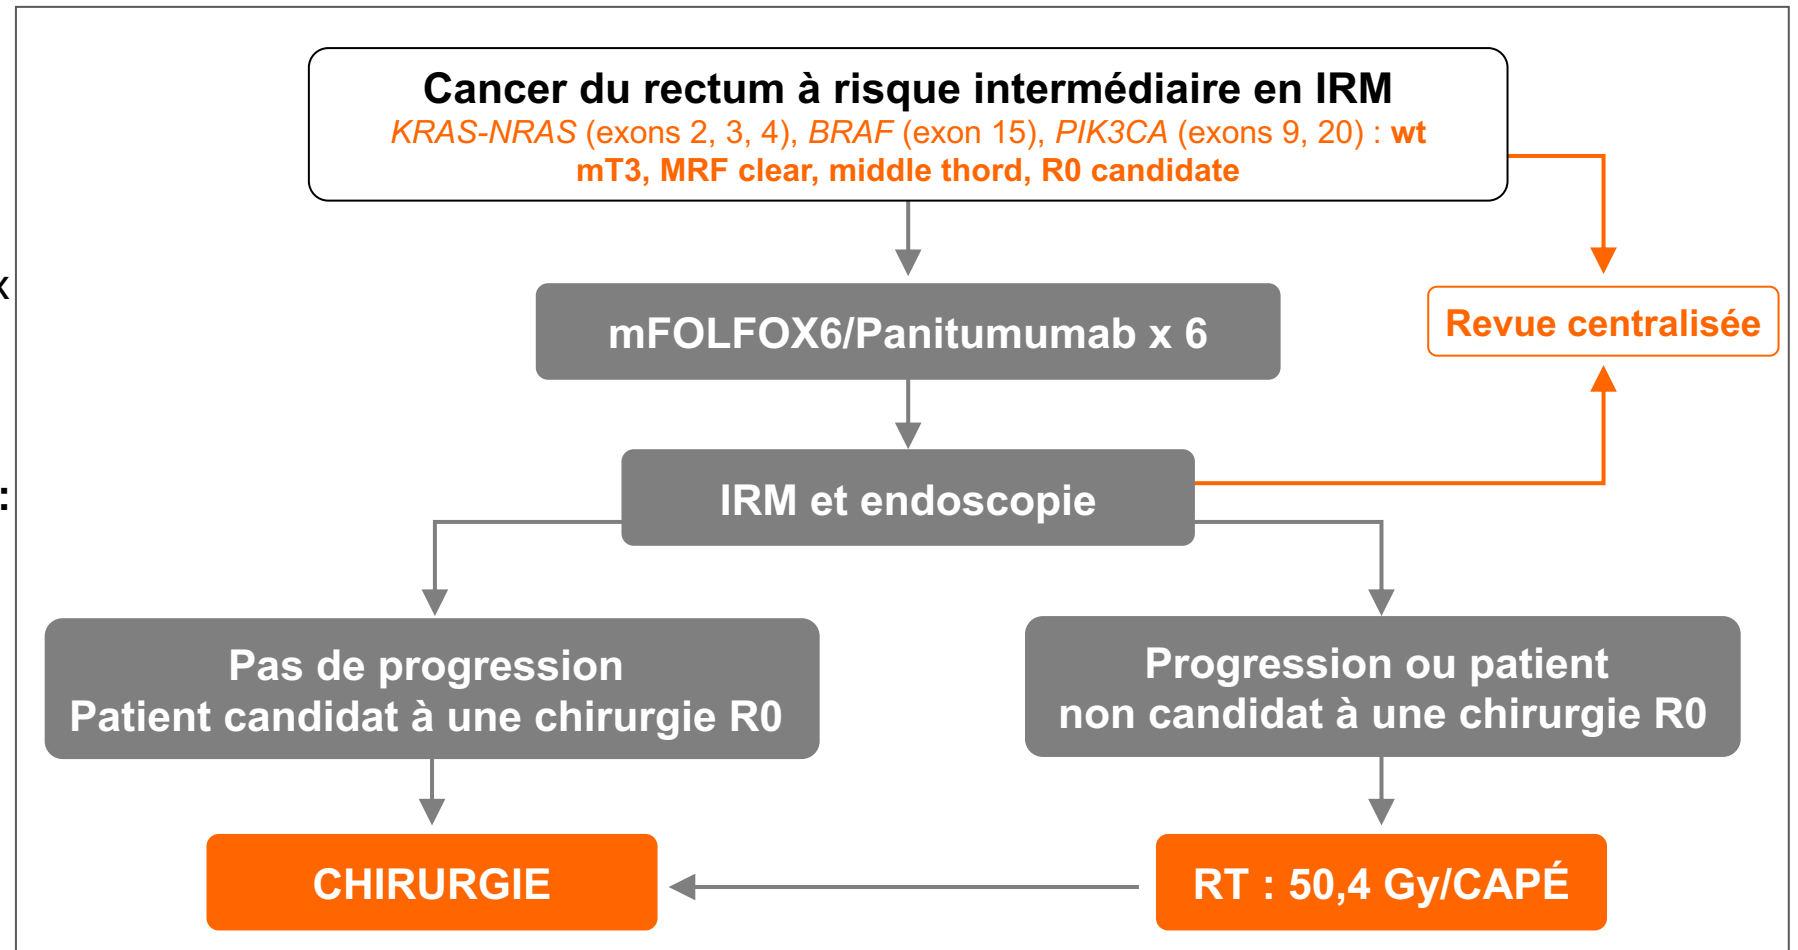 Cancer du rectum à risque intermédiaire en IRM
KRAS-NRAS (exons 2, 3, 4), BRAF (exon 15), PIK3CA (exons 9, 20) : wt
mT3, MRF clear, middle thord, R0 candidate
x
mFOLFOX6/Panitumumab x 6
Revue centralisée
:
IRM et endoscopie
Pas de progression
Patient candidat à une chirurgie R0
Progression ou patient
non candidat à une chirurgie R0
CHIRURGIE
RT : 50,4 Gy/CAPÉ